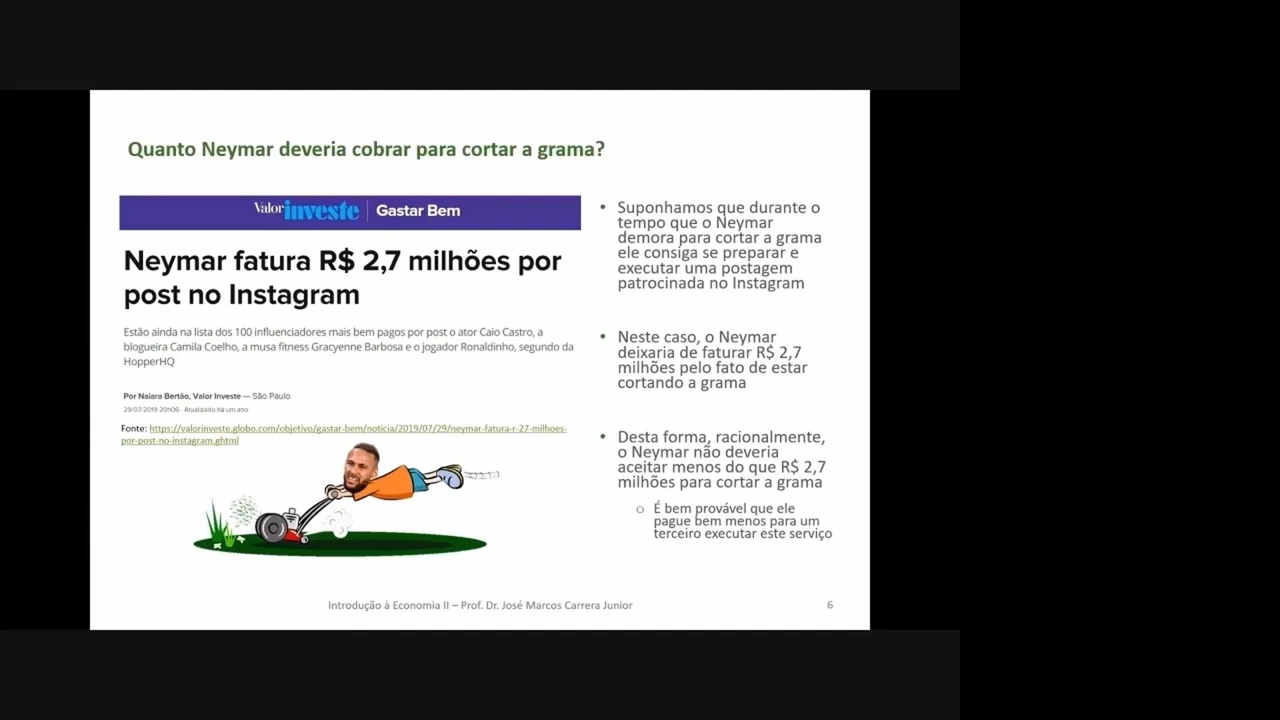 Quanto Neymar deveria cobrar para cortar a grama?
Valor investe | Gastar Bem
Neymar fatura R$ 2,7 milhões por
post no Instagram
Estão ainda na lista dos 100 influenciadores mais bem pagos por post o ator Caio Castro, a
blogueira Camila Coelho, a musa fitness Gracyenne Barbosa e o jogador Ronaldinho, segundo da
HopperHQ
Por Naiara Bertão, Valor Investe — São Paulo
29/07/2019 20h06 · Atualizado há um ano
Fonte: https://valorinveste.globo.com/objetivo/gastar-bem/noticia/2019/07/29/neymar-fatura-r-27-milhoes-
por-post-no-instagram.ghtml
• Suponhamos que durante o
tempo que o Neymar
demora para cortar a grama
ele consiga se preparar e
executar uma postagem
patrocinada no Instagram
• Neste caso, o Neymar
deixaria de faturar R$ 2,7
milhões pelo fato de estar
cortando a grama
• Desta forma, racionalmente,
o Neymar não deveria
aceitar menos do que R$ 2,7
milhões para cortar a grama
o É bem provável que ele
pague bem menos para um
terceiro executar este serviço
Introdução à Economia II – Prof. Dr. José Marcos Carrera Junior
6